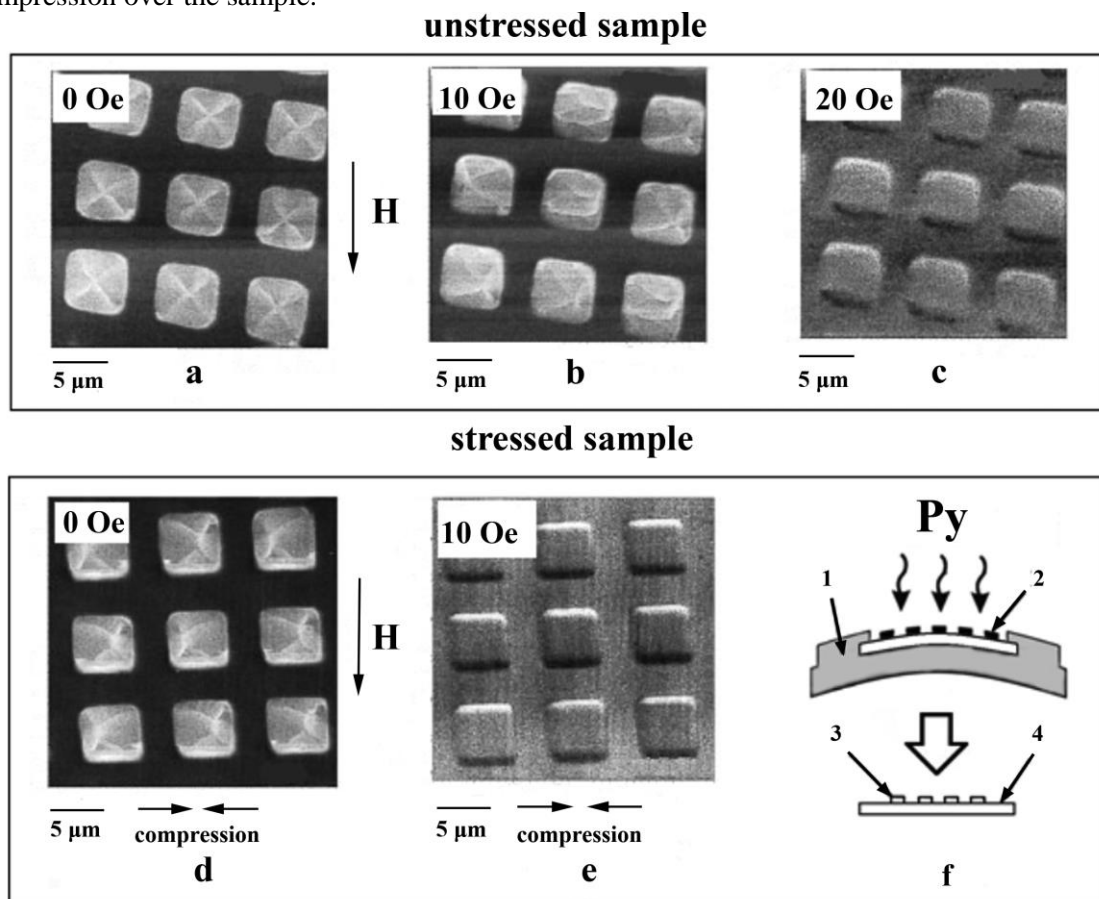 mpression over the sample.
unstressed sample
0 Oe
10 Oe
20 Oe
H
5 μm
a
5 μm
b
5 μm
c
stressed sample
0 Oe
10 Oe
Py
1
2
H
3
4
5 μm
compression
5 μm
compression
d
e
f